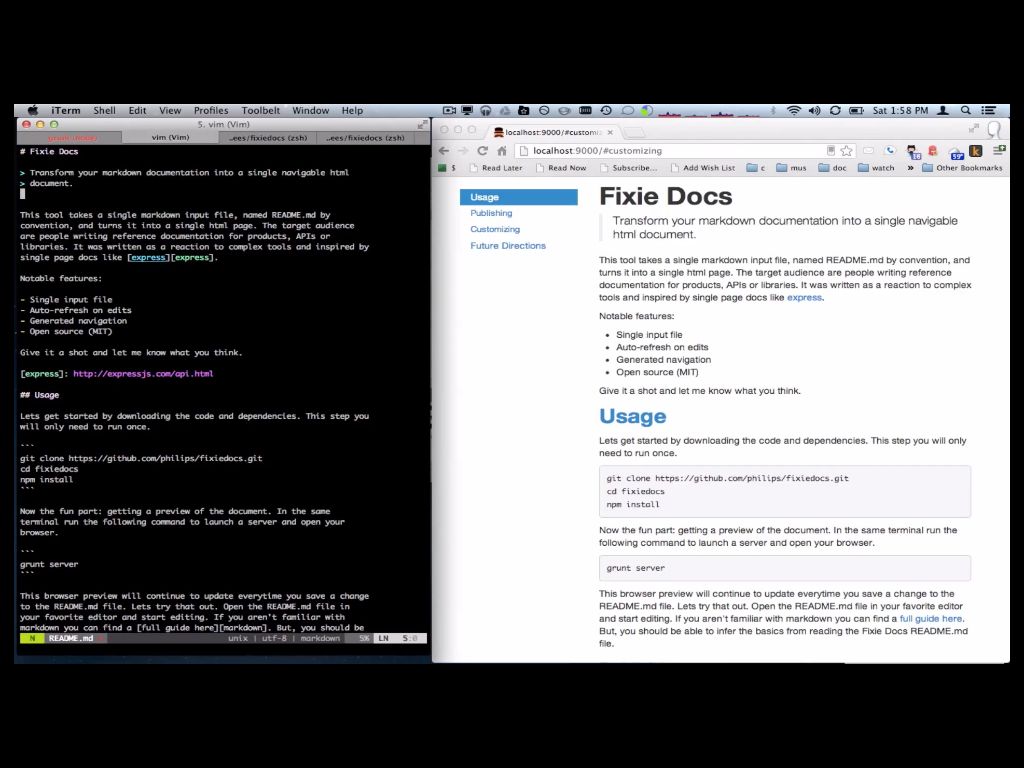 iTerm Shell Edit View Profiles Toolbelt Window Help Sat 1:58 PM
5. vim (Vim)
vim (Vim) ..ees/fixiedocs (zsh) ..ees/fixiedocs (zsh)
# Fixie Docs
> Transform your markdown documentation into a single navigable html
> document.
This tool takes a single markdown input file, named README.md by
convention, and turns it into a single html page. The target audience
are people writing reference documentation for products, APIs or
libraries. It was written as a reaction to complex tools and inspired by
single page docs like [express][express].
Notable features:
- Single input file
- Auto-refresh on edits
- Generated navigation
- Open source (MIT)
Give it a shot and let me know what you think.
[express]: http://expressjs.com/api.html
## Usage
Lets get started by downloading the code and dependencies. This step you
will only need to run once.
```
git clone https://github.com/philips/fixiedocs.git
cd fixiedocs
npm install
```
Now the fun part: getting a preview of the document. In the same
terminal run the following command to launch a server and open your
browser.
```
grunt server
```
This browser preview will continue to update everytime you save a change
to the README.md file. Lets try that out. Open the README.md file in
your favorite editor and start editing. If you aren't familiar with
markdown you can find a [full guide here][markdown]. But, you should be
N README.md unix | utf-8 | markdown 5% LN 5:0
localhost:9000/#customi
localhost:9000/#customizing
$ Read Later Read Now Subscribe... Add Wish List c mus doc watch » Other Bookmarks
Usage
Publishing
Customizing
Future Directions
Fixie Docs
Transform your markdown documentation into a single navigable
html document.
This tool takes a single markdown input file, named README.md by convention, and
turns it into a single html page. The target audience are people writing reference
documentation for products, APIs or libraries. It was written as a reaction to complex
tools and inspired by single page docs like express.
Notable features:
• Single input file
• Auto-refresh on edits
• Generated navigation
• Open source (MIT)
Give it a shot and let me know what you think.
Usage
Lets get started by downloading the code and dependencies. This step you will only
need to run once.
git clone https://github.com/philips/fixiedocs.git
cd fixiedocs
npm install
Now the fun part: getting a preview of the document. In the same terminal run the
following command to launch a server and open your browser.
grunt server
This browser preview will continue to update everytime you save a change to the
README.md file. Lets try that out. Open the README.md file in your favorite editor
and start editing. If you aren't familiar with markdown you can find a full guide here.
But, you should be able to infer the basics from reading the Fixie Docs README.md
file.